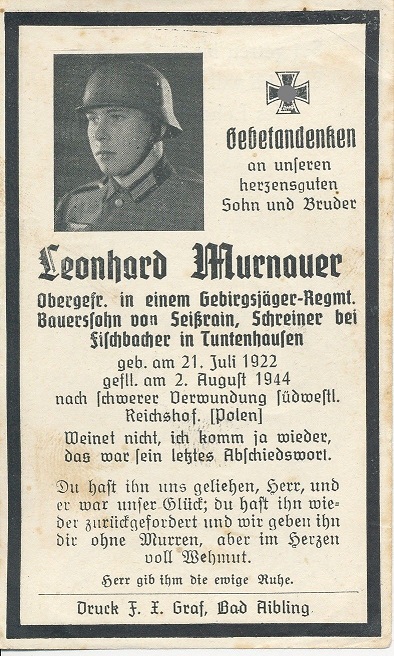 Gebetandenken
an unseren
herzensguten
Sohn und Bruder
Leonhard Murnauer
Obergefr. in einem Gebirgsjäger-Regmt.
Bauerssohn von Seißrain, Schreiner bei
Fischbacher in Tuntenhausen
geb. am 21. Juli 1922
gefll. am 2. August 1944
nach schwerer Verwundung südwestl.
Reichshof. [Polen]
Weinet nicht, ich komm ja wieder,
das war sein letztes Abschiedswort.
Du hast ihn uns geliehen, Herr, und
er war unser Glück; du hast ihn wie-
der zurückgefordert und wir geben ihn
dir ohne Murren, aber im Herzen
voll Wehmut.
Herr gib ihm die ewige Ruhe.
Druck F. X. Graf, Bad Aibling